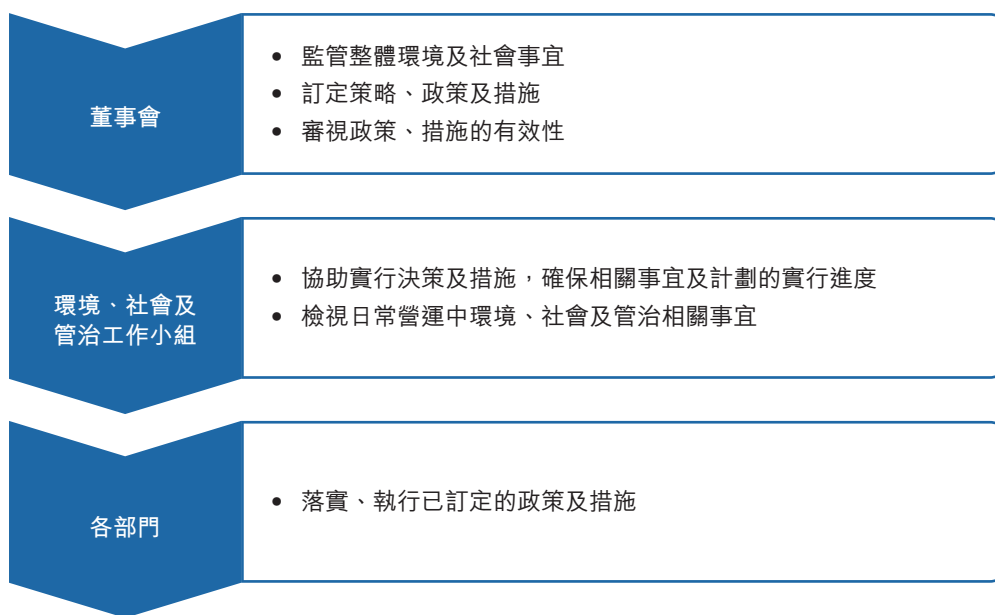 董事會
• 監管整體環境及社會事宜
• 訂定策略、政策及措施
• 審視政策、措施的有效性
環境、社會及
管治工作小組
• 協助實行決策及措施，確保相關事宜及計劃的實行進度
• 檢視日常營運中環境、社會及管治相關事宜
各部門
• 落實、執行已訂定的政策及措施